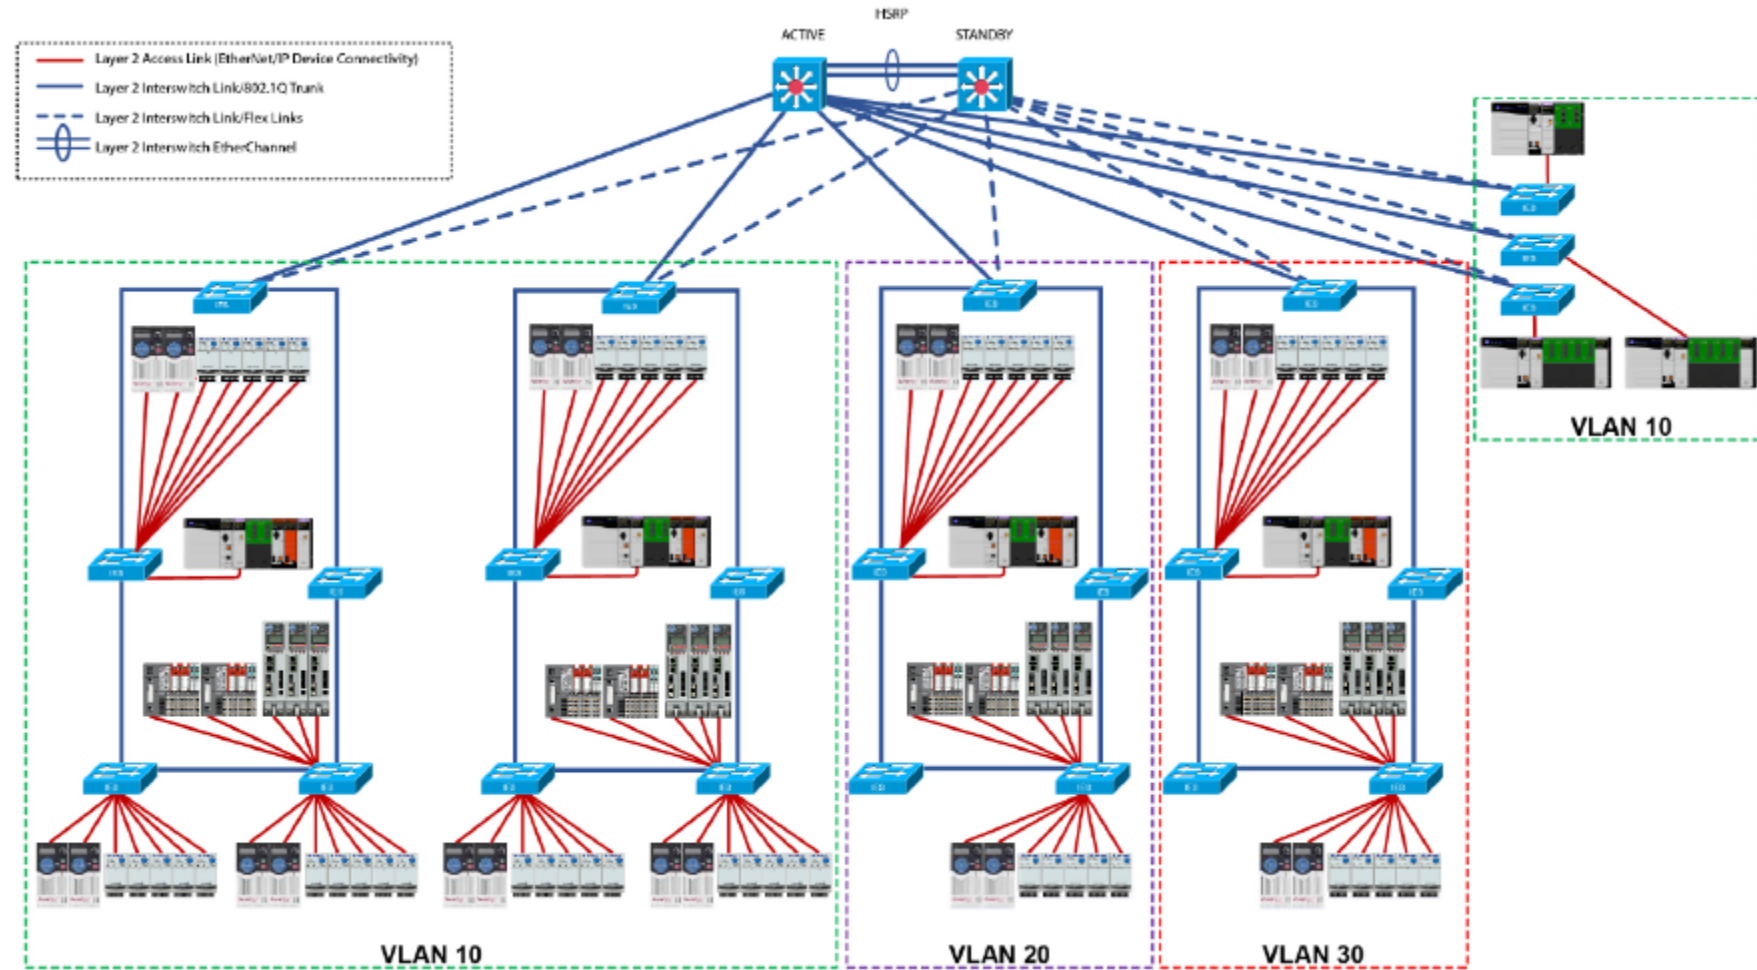 HSRP
ACTIVE
STANDBY
Layer 2 Access Link (EtherNet/IP Device Connectivity)
Layer 2 Interswitch Link/802.1Q Trunk
Layer 2 Interswitch Link/Flex Links
Layer 2 Interswitch EtherChannel
VLAN 10
VLAN 10
VLAN 20
VLAN 30